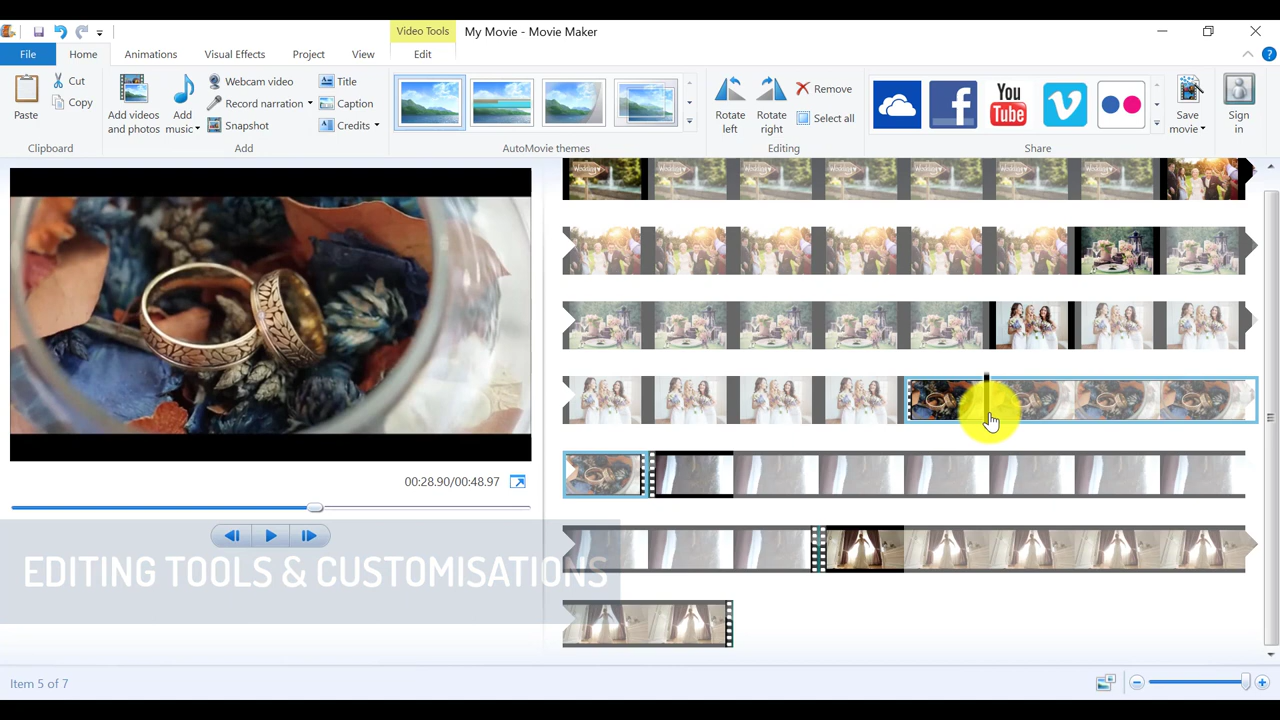 Video Tools
My Movie - Movie Maker
File
Home
Animations
Visual Effects
Project
View
Edit
Paste
Cut
Copy
Clipboard
Add videos
and photos
Add
music
Webcam video
Record narration
Snapshot
Title
Caption
Credits
Add
AutoMovie themes
Rotate
left
Rotate
right
Remove
Select all
Editing
You
Tube
Share
Save
movie
Sign
in
00:28.90/00:48.97
EDITING TOOLS & CUSTOMISATIONS
Item 5 of 7